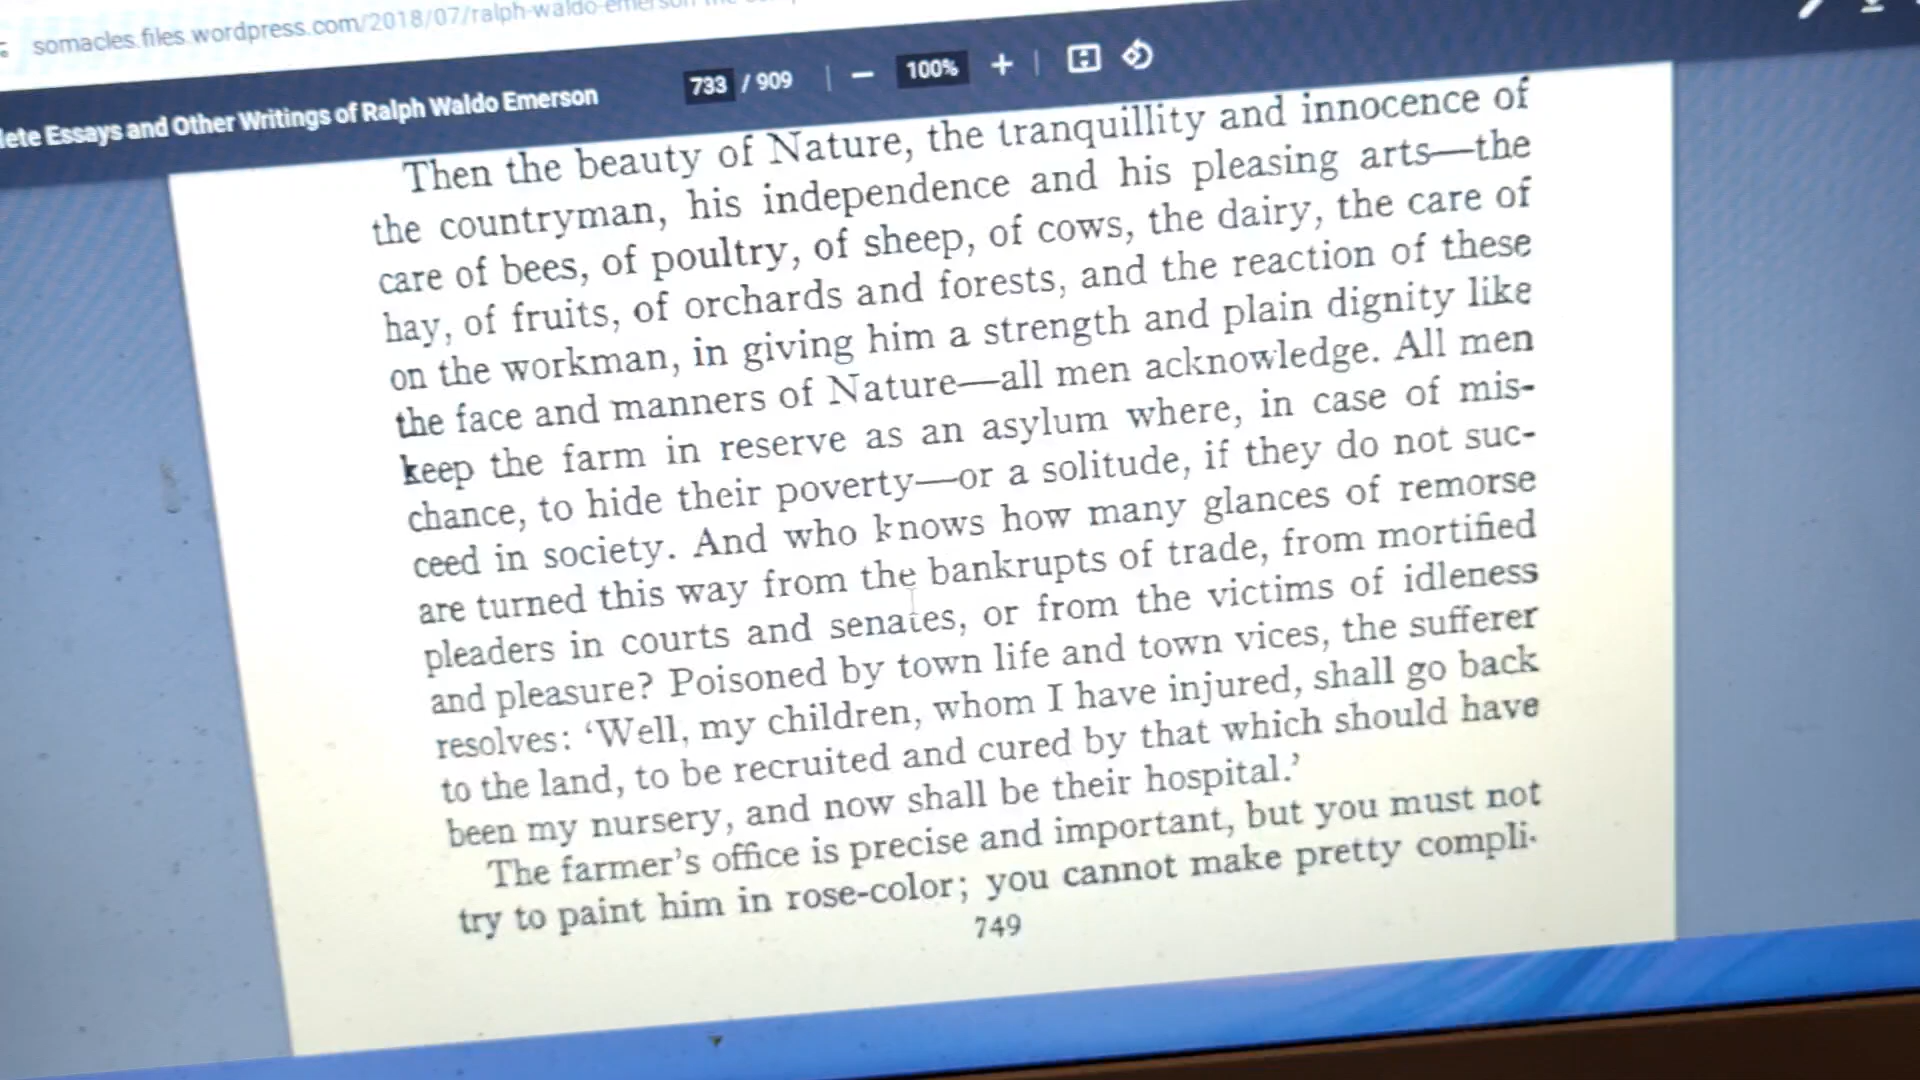 somacles.files.wordpress.com/2018/07/ralph-waldo-emerson
lete Essays and Other Writings of Ralph Waldo Emerson
733 / 909
100%
Then the beauty of Nature, the tranquillity and innocence of
the countryman, his independence and his pleasing arts—the
care of bees, of poultry, of sheep, of cows, the dairy, the care of
hay, of fruits, of orchards and forests, and the reaction of these
on the workman, in giving him a strength and plain dignity like
the face and manners of Nature—all men acknowledge. All men
keep the farm in reserve as an asylum where, in case of mis-
chance, to hide their poverty—or a solitude, if they do not suc-
ceed in society. And who knows how many glances of remorse
are turned this way from the bankrupts of trade, from mortified
pleaders in courts and senates, or from the victims of idleness
and pleasure? Poisoned by town life and town vices, the sufferer
resolves: ‘Well, my children, whom I have injured, shall go back
to the land, to be recruited and cured by that which should have
been my nursery, and now shall be their hospital.’
The farmer’s office is precise and important, but you must not
try to paint him in rose-color; you cannot make pretty compli-
749